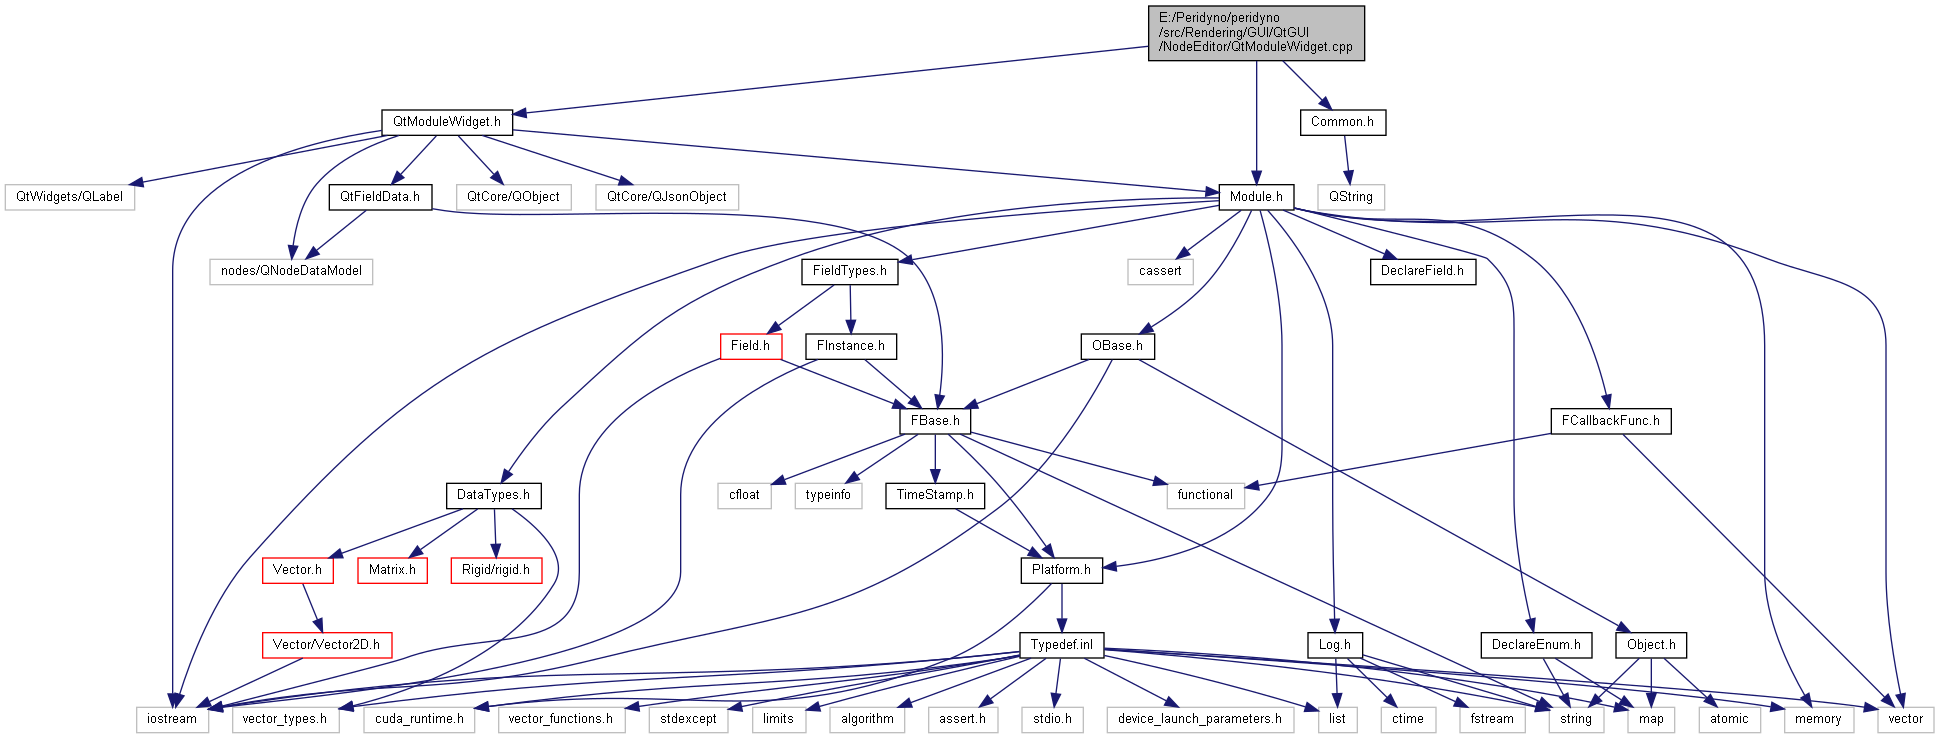 E:/Peridyno/peridyno
/src/Rendering/GUI/QtGUI
/NodeEditor/QtModuleWidget.cpp
QtModuleWidget.h
Common.h
QtWidgets/QLabel
QtFieldData.h
QtCore/QObject
QtCore/QJsonObject
Module.h
QString
nodes/QNodeDataModel
FieldTypes.h
cassert
DeclareField.h
Field.h
FInstance.h
OBase.h
FBase.h
FCallbackFunc.h
DataTypes.h
cfloat
typeinfo
TimeStamp.h
functional
Vector.h
Matrix.h
Rigid/rigid.h
Platform.h
Vector/Vector2D.h
Typedef.inl
Log.h
DeclareEnum.h
Object.h
iostream
vector_types.h
cuda_runtime.h
vector_functions.h
stdexcept
limits
algorithm
assert.h
stdio.h
device_launch_parameters.h
list
ctime
fstream
string
map
atomic
memory
vector